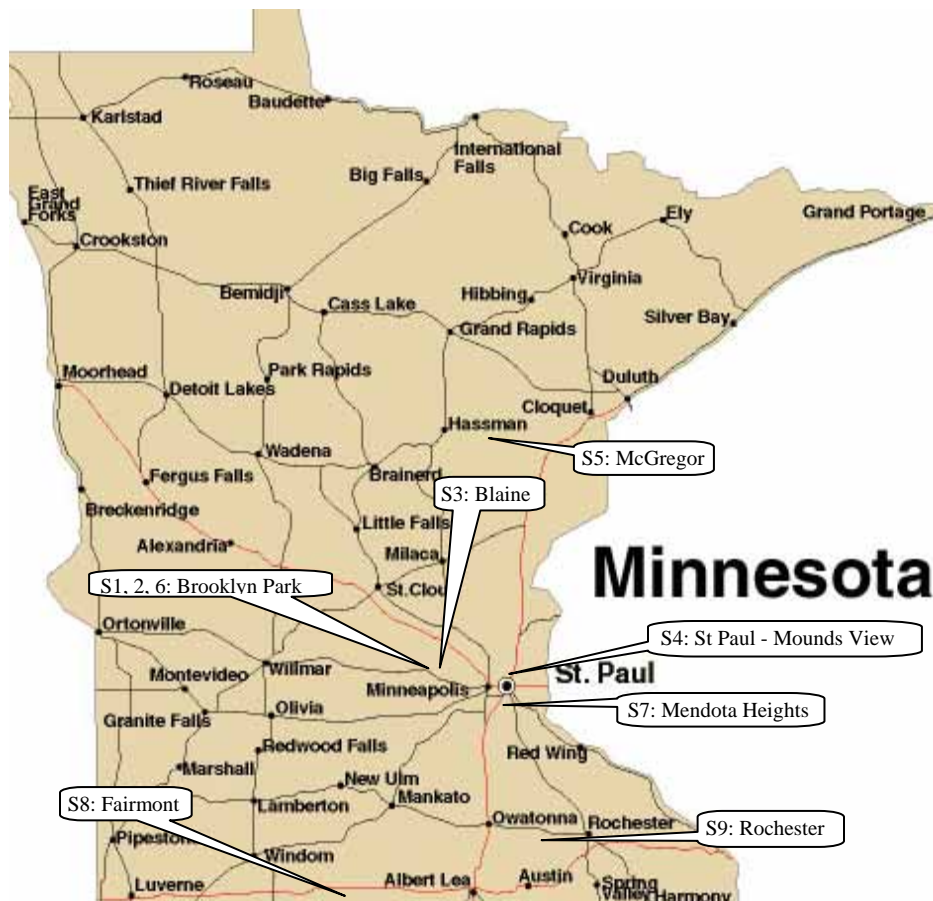 Roseau
Baudette
Karlstad
International
Falls
Big Falls
Thief River Falls
East
Grand
Forks
Ely
Grand Portage
Cook
Crookston
Virginia
Bemidji
Hibbing
Cass Lake
Silver Bay
Grand Rapids
Moorhead
Park Rapids
Duluth
Detoit Lakes
Cloquet
Hassman
Wadena
S5: McGregor
Fergus Falls
Brainerd
S3: Blaine
Breckenridge
Little Falls
Alexandria
Milaca
Minnesota
S1, 2, 6: Brooklyn Park
St.Clou
Ortonville
S4: St Paul - Mounds View
Willmar
St. Paul
Montevideo
Minneapolis
S7: Mendota Heights
Olivia
Granite Falls
Redwood Falls
Red Wing
Marshall
New Ulm
S8: Fairmont
Lamberton
Mankato
Owatonna
Rochester
S9: Rochester
Pipeston
Windom
Luverne
Albert Lea
Austin
Spring
Valley
Harmony